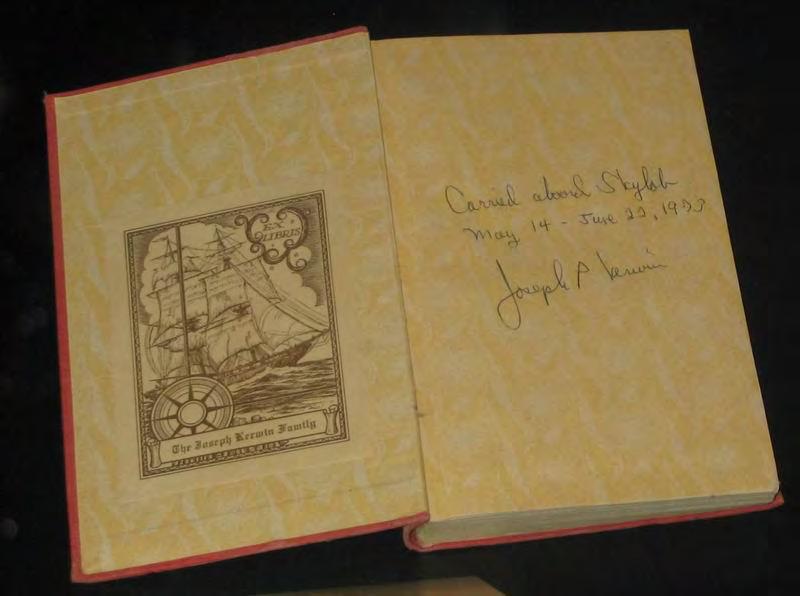 EX
LIBRIS
The Joseph Kerwin Family
Carried aboard Skylab
May 14 - June 22, 1973
Joseph P Kerwin